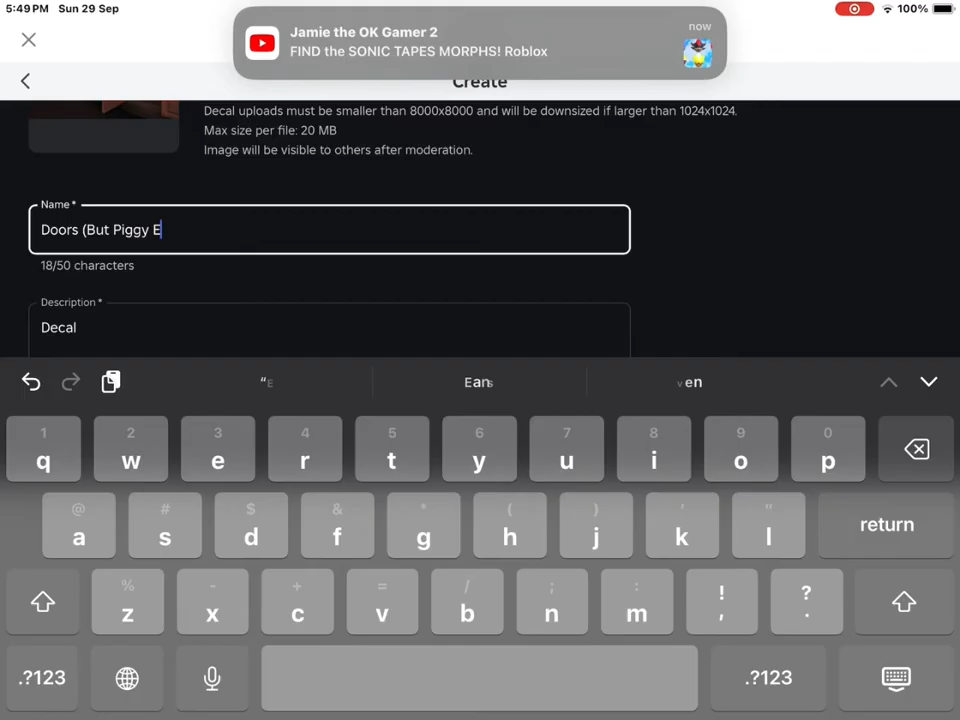 5:49 PM Sun 29 Sep
100%
Jamie the OK Gamer 2
now
FIND the SONIC TAPES MORPHS! Roblox
Create
Decal uploads must be smaller than 8000x8000 and will be downsized if larger than 1024x1024.
Max size per file: 20 MB
Image will be visible to others after moderation.
Name *
Doors (But Piggy E
18/50 characters
Description *
Decal
1 2 3 4 5 6 7 8 9 0
q w e r t y u i o p
@ # $ & * ( ) ' "
a s d f g h j k l return
% - + = / ; :
z x c v b n m ! , ? .
.?123 .?123